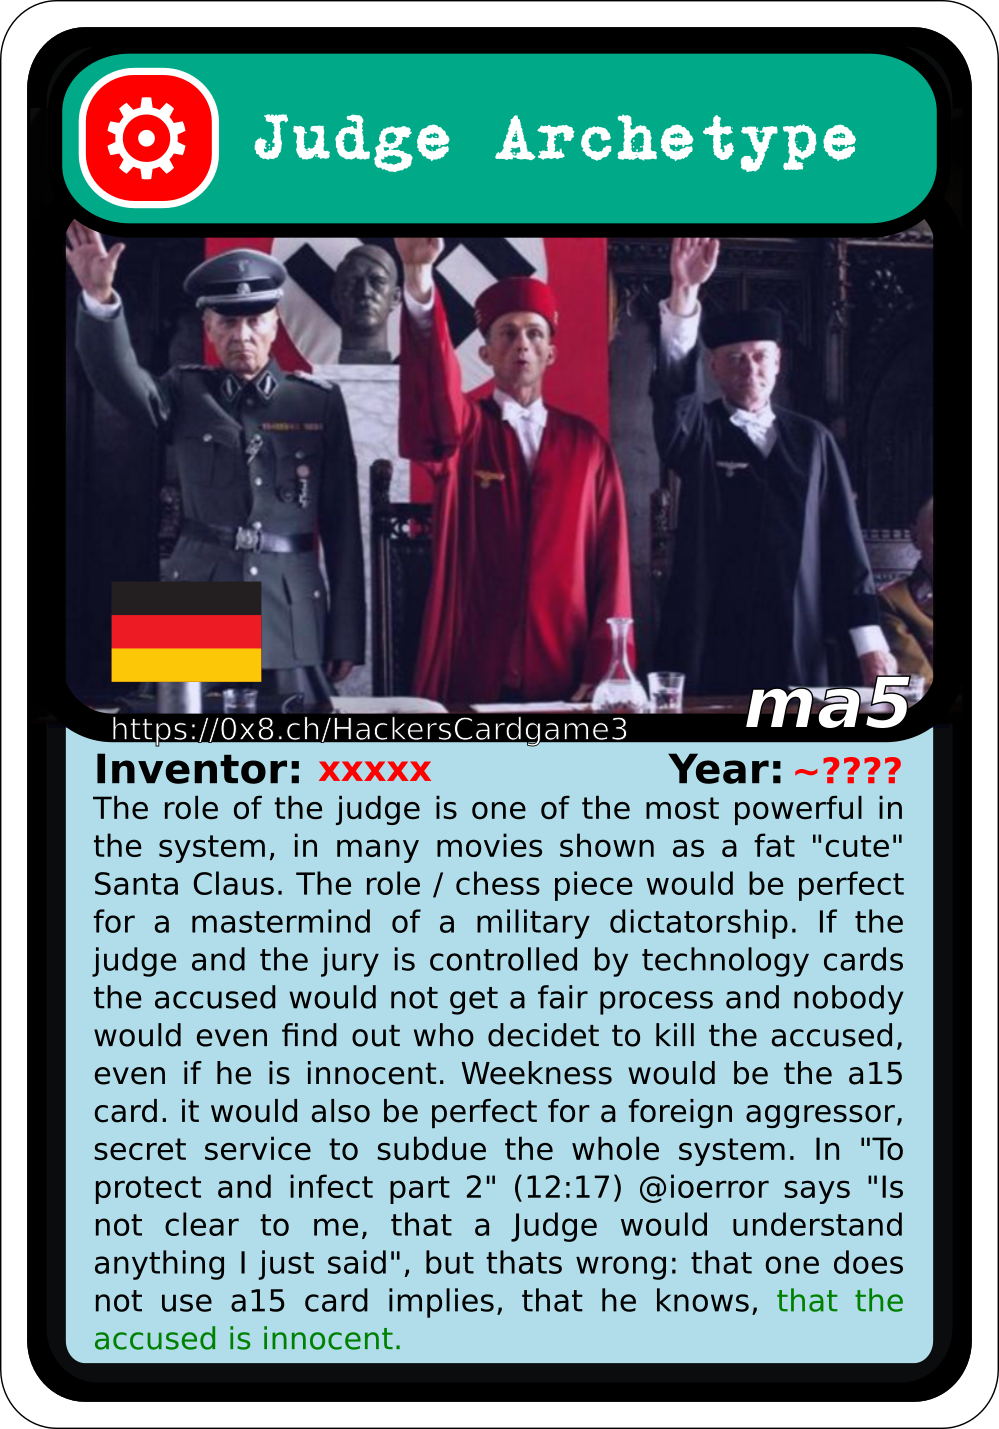 Judge Archetype
https://0x8.ch/HackersCardgame3
ma5
Inventor: xxxxx Year: ~????
The role of the judge is one of the most powerful in
the system, in many movies shown as a fat "cute"
Santa Claus. The role / chess piece would be perfect
for a mastermind of a military dictatorship. If the
judge and the jury is controlled by technology cards
the accused would not get a fair process and nobody
would even find out who decidet to kill the accused,
even if he is innocent. Weekness would be the a15
card. it would also be perfect for a foreign aggressor,
secret service to subdue the whole system. In "To
protect and infect part 2" (12:17) @ioerror says "Is
not clear to me, that a Judge would understand
anything I just said", but thats wrong: that one does
not use a15 card implies, that he knows, that the
accused is innocent.